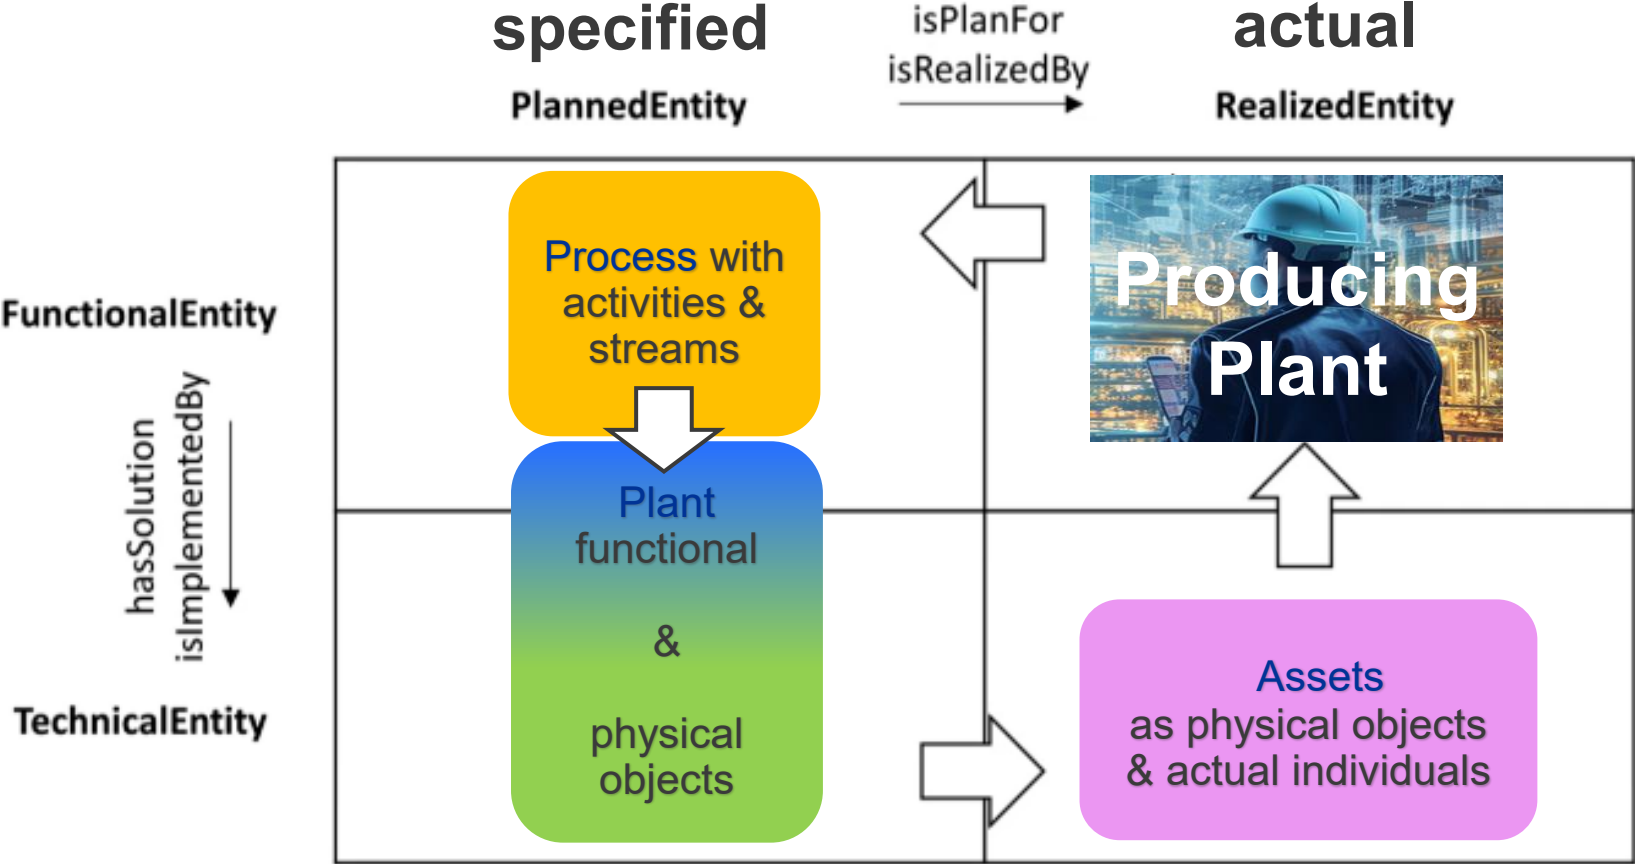 specified
isPlanFor
isRealizedBy
actual
PlannedEntity
RealizedEntity
FunctionalEntity
hasSolution
isImplementedBy
TechnicalEntity
Process with
activities &
streams
Producing
Plant
Plant
functional
&
physical
objects
Assets
as physical objects
& actual individuals